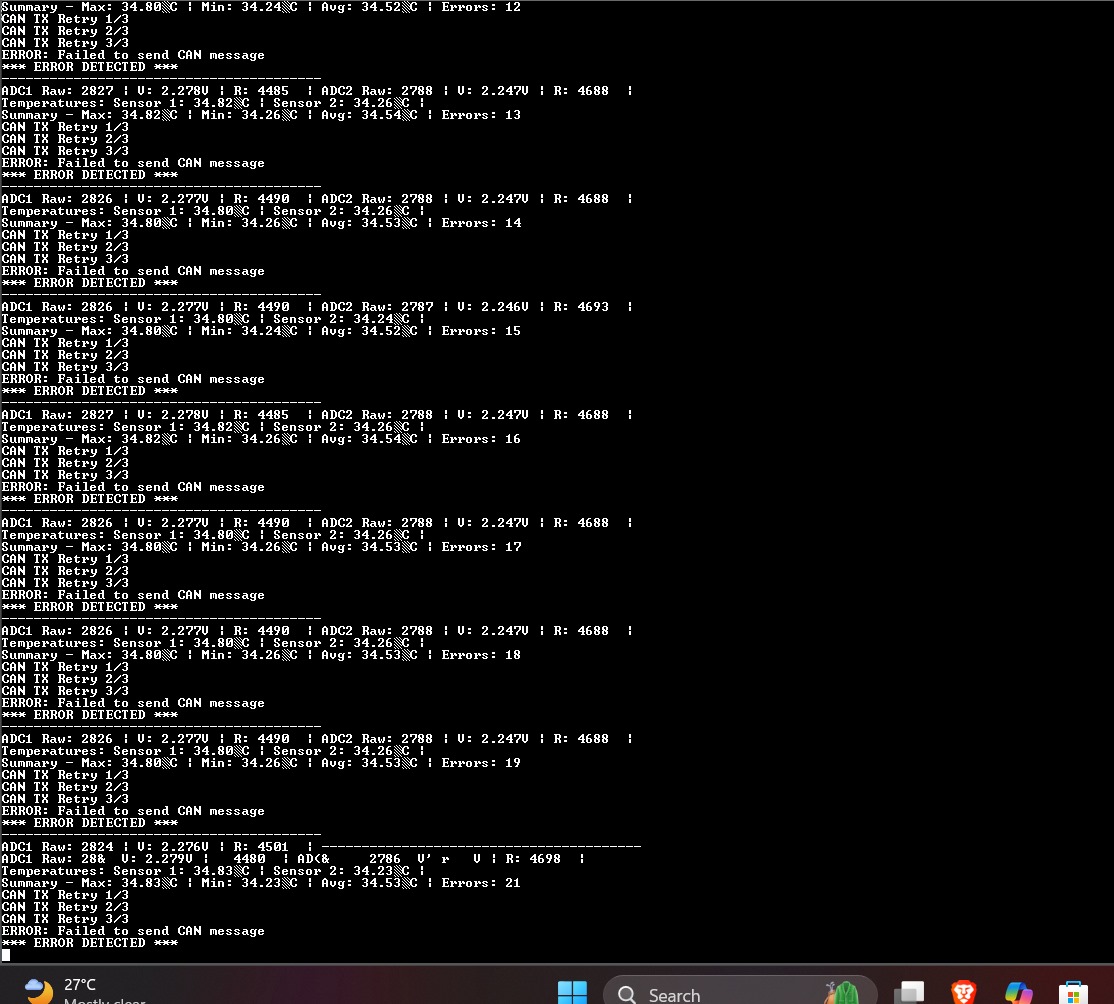 Summary - Max: 34.80░C | Min: 34.24░C | Avg: 34.52░C | Errors: 12
CAN TX Retry 1/3
CAN TX Retry 2/3
CAN TX Retry 3/3
ERROR: Failed to send CAN message
*** ERROR DETECTED ***
----------------------------------------
ADC1 Raw: 2827 | V: 2.278V | R: 4485  | ADC2 Raw: 2788 | V: 2.247V | R: 4688  |
Temperatures: Sensor 1: 34.82░C | Sensor 2: 34.26░C |
Summary - Max: 34.82░C | Min: 34.26░C | Avg: 34.54░C | Errors: 13
CAN TX Retry 1/3
CAN TX Retry 2/3
CAN TX Retry 3/3
ERROR: Failed to send CAN message
*** ERROR DETECTED ***
----------------------------------------
ADC1 Raw: 2826 | V: 2.277V | R: 4490  | ADC2 Raw: 2788 | V: 2.247V | R: 4688  |
Temperatures: Sensor 1: 34.80░C | Sensor 2: 34.26░C |
Summary - Max: 34.80░C | Min: 34.26░C | Avg: 34.53░C | Errors: 14
CAN TX Retry 1/3
CAN TX Retry 2/3
CAN TX Retry 3/3
ERROR: Failed to send CAN message
*** ERROR DETECTED ***
----------------------------------------
ADC1 Raw: 2826 | V: 2.277V | R: 4490  | ADC2 Raw: 2787 | V: 2.246V | R: 4693  |
Temperatures: Sensor 1: 34.80░C | Sensor 2: 34.24░C |
Summary - Max: 34.80░C | Min: 34.24░C | Avg: 34.52░C | Errors: 15
CAN TX Retry 1/3
CAN TX Retry 2/3
CAN TX Retry 3/3
ERROR: Failed to send CAN message
*** ERROR DETECTED ***
----------------------------------------
ADC1 Raw: 2827 | V: 2.278V | R: 4485  | ADC2 Raw: 2788 | V: 2.247V | R: 4688  |
Temperatures: Sensor 1: 34.82░C | Sensor 2: 34.26░C |
Summary - Max: 34.82░C | Min: 34.26░C | Avg: 34.54░C | Errors: 16
CAN TX Retry 1/3
CAN TX Retry 2/3
CAN TX Retry 3/3
ERROR: Failed to send CAN message
*** ERROR DETECTED ***
----------------------------------------
ADC1 Raw: 2826 | V: 2.277V | R: 4490  | ADC2 Raw: 2788 | V: 2.247V | R: 4688  |
Temperatures: Sensor 1: 34.80░C | Sensor 2: 34.26░C |
Summary - Max: 34.80░C | Min: 34.26░C | Avg: 34.53░C | Errors: 17
CAN TX Retry 1/3
CAN TX Retry 2/3
CAN TX Retry 3/3
ERROR: Failed to send CAN message
*** ERROR DETECTED ***
----------------------------------------
ADC1 Raw: 2826 | V: 2.277V | R: 4490  | ADC2 Raw: 2788 | V: 2.247V | R: 4688  |
Temperatures: Sensor 1: 34.80░C | Sensor 2: 34.26░C |
Summary - Max: 34.80░C | Min: 34.26░C | Avg: 34.53░C | Errors: 18
CAN TX Retry 1/3
CAN TX Retry 2/3
CAN TX Retry 3/3
ERROR: Failed to send CAN message
*** ERROR DETECTED ***
----------------------------------------
ADC1 Raw: 2826 | V: 2.277V | R: 4490  | ADC2 Raw: 2788 | V: 2.247V | R: 4688  |
Temperatures: Sensor 1: 34.80░C | Sensor 2: 34.26░C |
Summary - Max: 34.80░C | Min: 34.26░C | Avg: 34.53░C | Errors: 19
CAN TX Retry 1/3
CAN TX Retry 2/3
CAN TX Retry 3/3
ERROR: Failed to send CAN message
*** ERROR DETECTED ***
----------------------------------------
ADC1 Raw: 2824 | V: 2.276V | R: 4501  | ----------------------------------------
ADC1 Raw: 28&  V: 2.279V |   4480  | AD(&     2786  V' r   V | R: 4698  |
Temperatures: Sensor 1: 34.83░C | Sensor 2: 34.23░C |
Summary - Max: 34.83░C | Min: 34.23░C | Avg: 34.53░C | Errors: 21
CAN TX Retry 1/3
CAN TX Retry 2/3
CAN TX Retry 3/3
ERROR: Failed to send CAN message
*** ERROR DETECTED ***
27°C
Mostly clear
Search